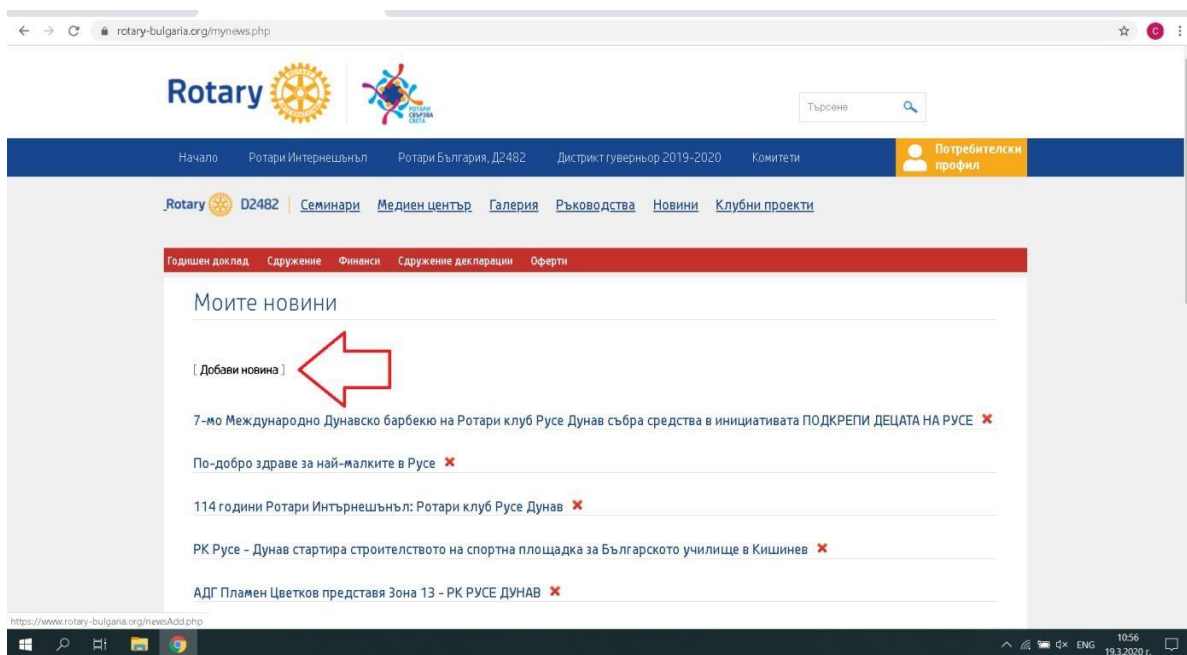 rotary-bulgaria.org/mynews.php
C
Rotary
РОТАРИ
СВЪРЗВА
СВЕТА
Търсене
Начало Ротари Интернешънъл Ротари България, Д2482 Дистрикт гуверньор 2019-2020 Комитети
Потребителски
профил
Rotary D2482 Семинари Медиен център Галерия Ръководства Новини Клубни проекти
Годишен доклад Сдружение Финанси Сдружение декларации Оферти
Моите новини
[ Добави новина ]
7-мо Международно Дунавско барбекю на Ротари клуб Русе Дунав събра средства в инициативата ПОДКРЕПИ ДЕЦАТА НА РУСЕ
По-добро здраве за най-малките в Русе
114 години Ротари Интърнешънъл: Ротари клуб Русе Дунав
РК Русе - Дунав стартира строителството на спортна площадка за Българското училище в Кишинев
АДГ Пламен Цветков представя Зона 13 - РК РУСЕ ДУНАВ
https://www.rotary-bulgaria.org/newsAdd.php
ENG
10:56
19.3.2020 г.